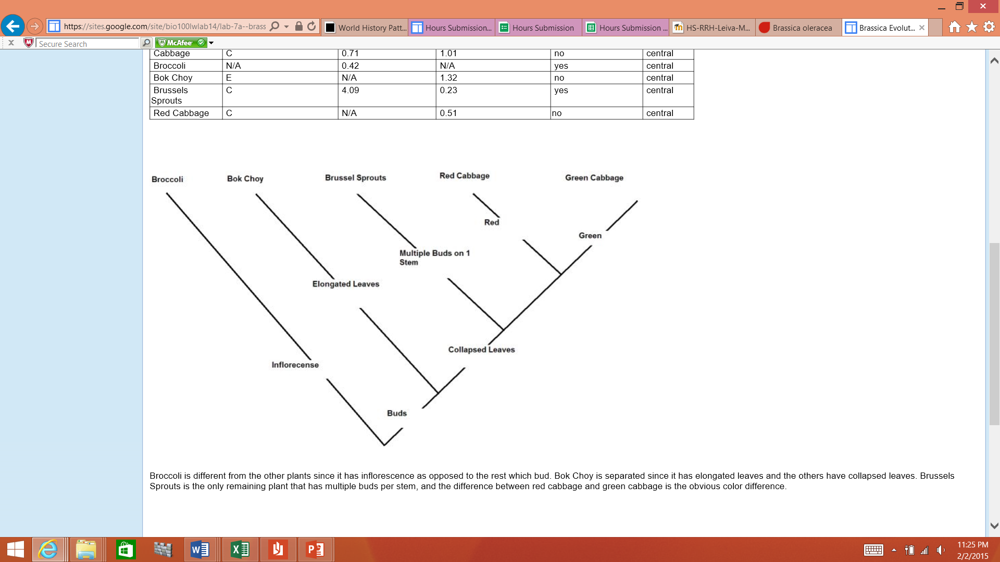 https://sites.google.com/site/bio100lwlab14/lab-7a--brass
World History Patt...
Hours Submission...
Hours Submission
Hours Submission ...
HS-RRH-Leiva-M...
Brassica oleracea
Brassica Evolut...
x
Secure Search
McAfee
Cabbage C 0.71 1.01 no central
Broccoli N/A 0.42 N/A yes central
Bok Choy E N/A 1.32 no central
Brussels C 4.09 0.23 yes central
Sprouts
Red Cabbage C N/A 0.51 no central
Broccoli
Bok Choy
Brussel Sprouts
Red Cabbage
Green Cabbage
Red
Green
Multiple Buds on 1
Stem
Elongated Leaves
Collapsed Leaves
Inflorecense
Buds
Broccoli is different from the other plants since it has inflorescence as opposed to the rest which bud. Bok Choy is separated since it has elongated leaves and the others have collapsed leaves. Brussels
Sprouts is the only remaining plant that has multiple buds per stem, and the difference between red cabbage and green cabbage is the obvious color difference.
11:25 PM
2/2/2015